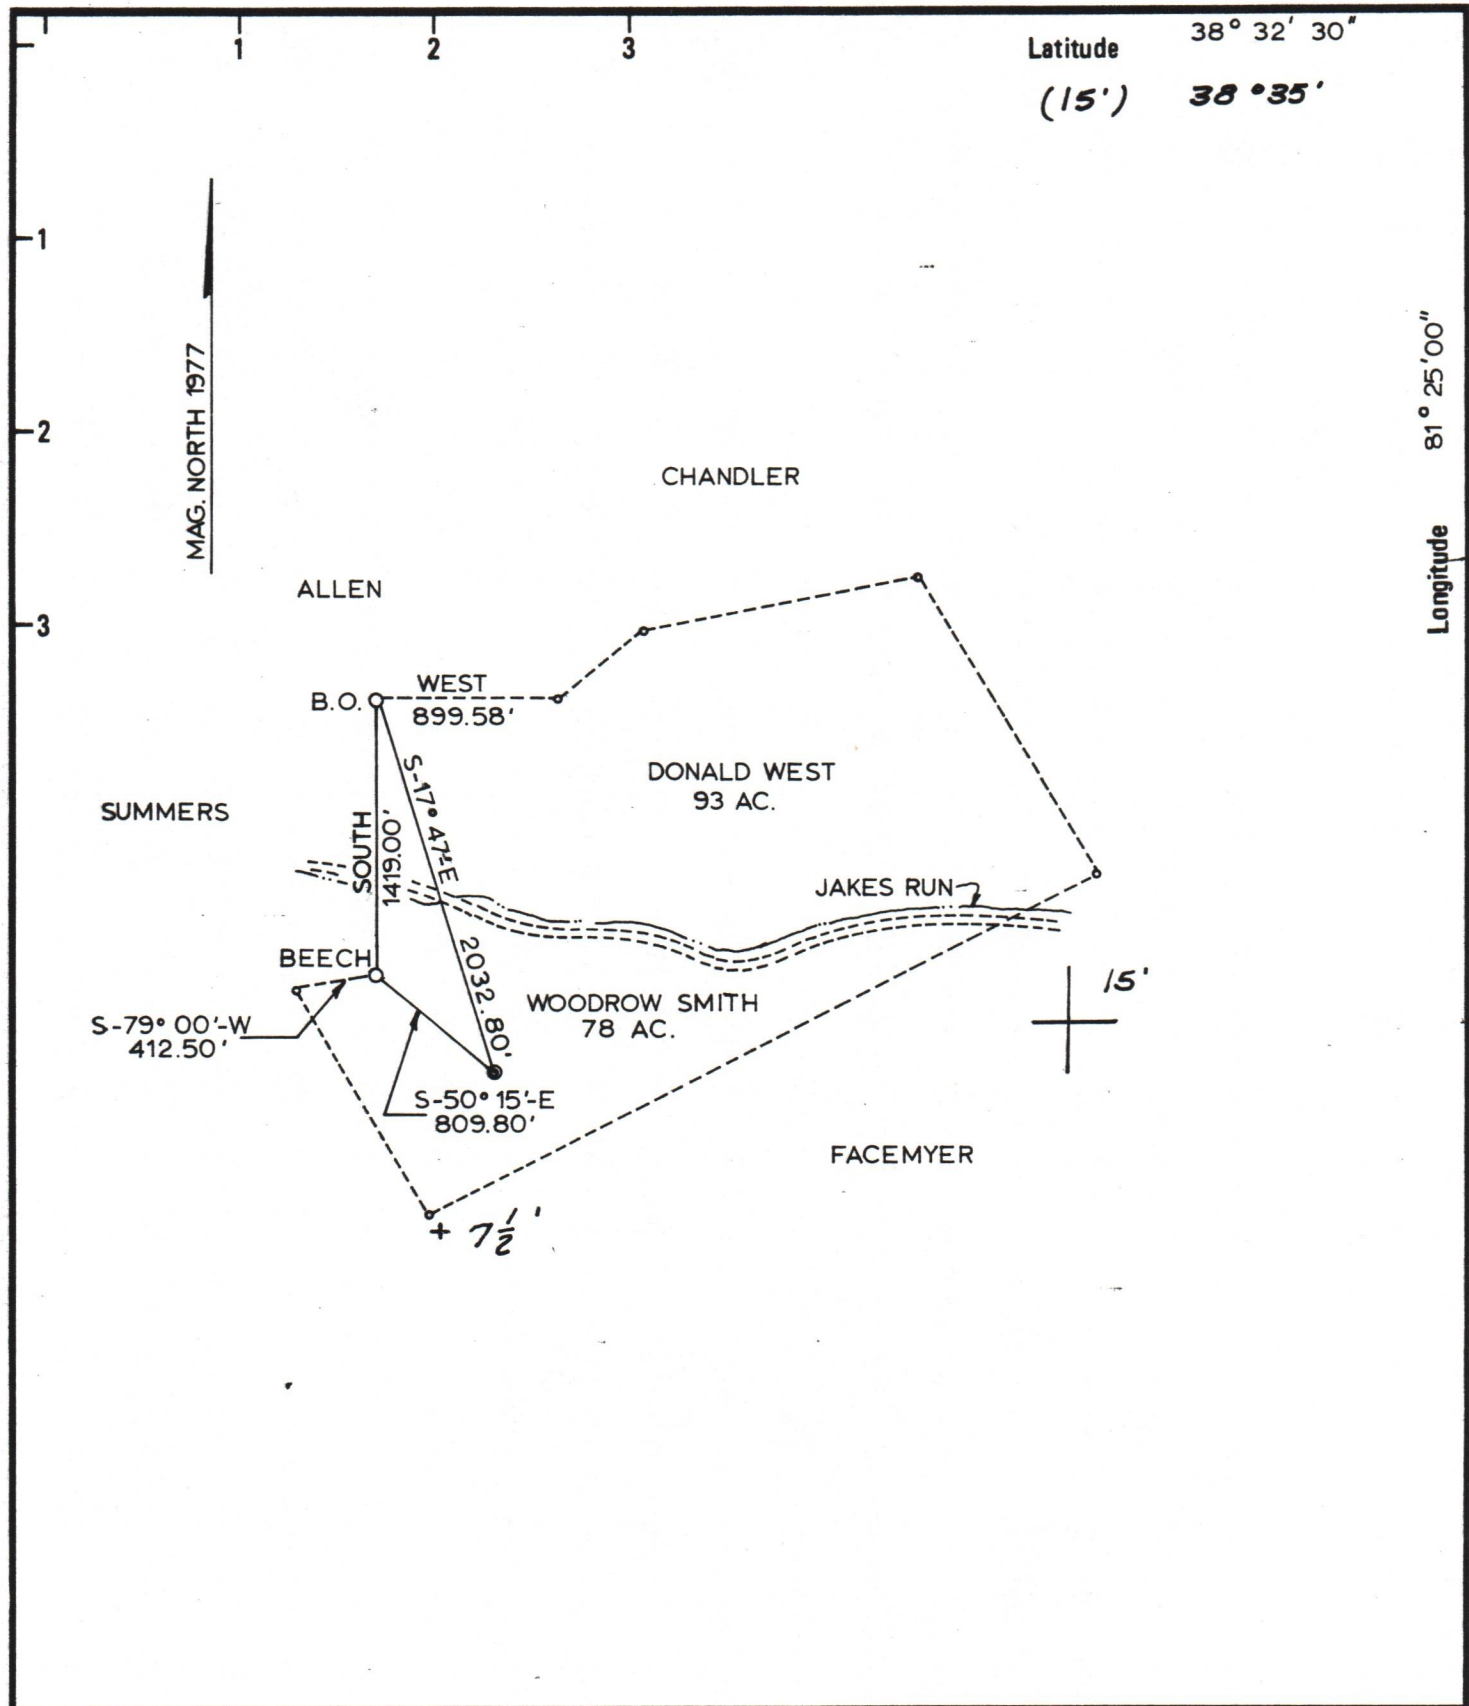 1 2 3
Latitude 38° 32' 30"
(15') 38°35'
1
2
3
MAG. NORTH 1977
81° 25' 00"
Longitude
CHANDLER
ALLEN
WEST
B.O.
899.58'
S-17° 47'-E
2032.80'
DONALD WEST
93 AC.
SUMMERS
SOUTH
1419.00'
JAKES RUN
BEECH
15'
WOODROW SMITH
78 AC.
S-79° 00'-W
412.50'
S-50° 15'-E
809.80'
FACEMYER
+ 7 1/2 '